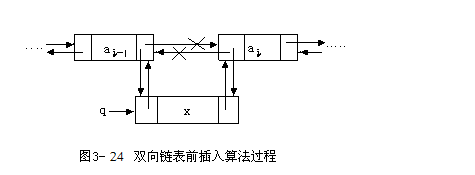 .... a i-1 a i .....
q x
图3- 24 双向链表前插入算法过程